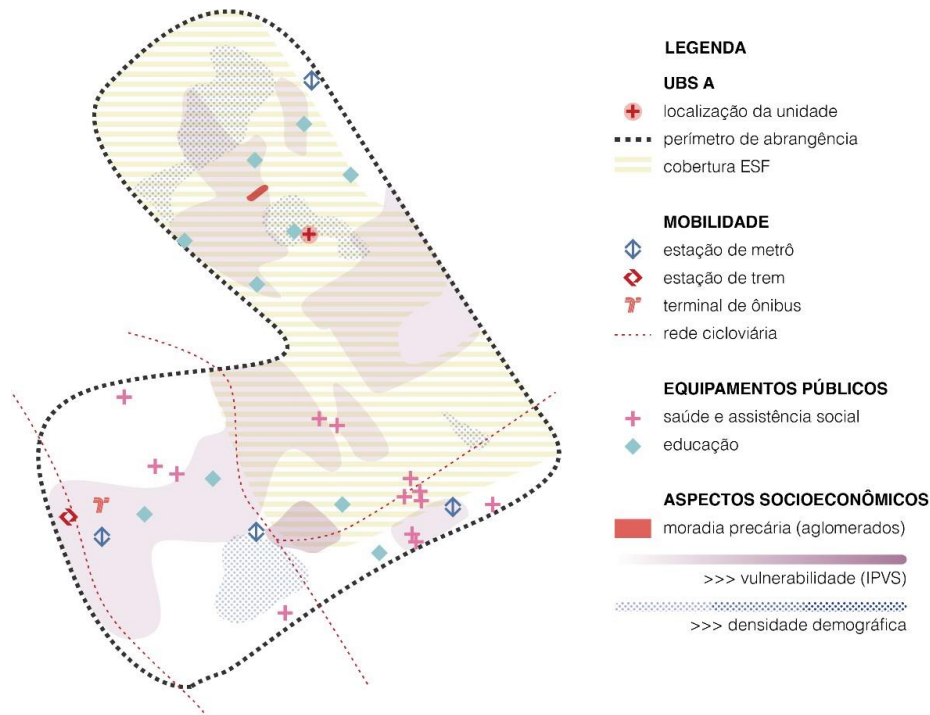 LEGENDA
UBS A
localização da unidade
perímetro de abrangência
cobertura ESF
MOBILIDADE
estação de metrô
estação de trem
terminal de ônibus
rede cicloviária
EQUIPAMENTOS PÚBLICOS
saúde e assistência social
educação
ASPECTOS SOCIOECONÔMICOS
moradia precária (aglomerados)
>>> vulnerabilidade (IPVS)
>>> densidade demográfica